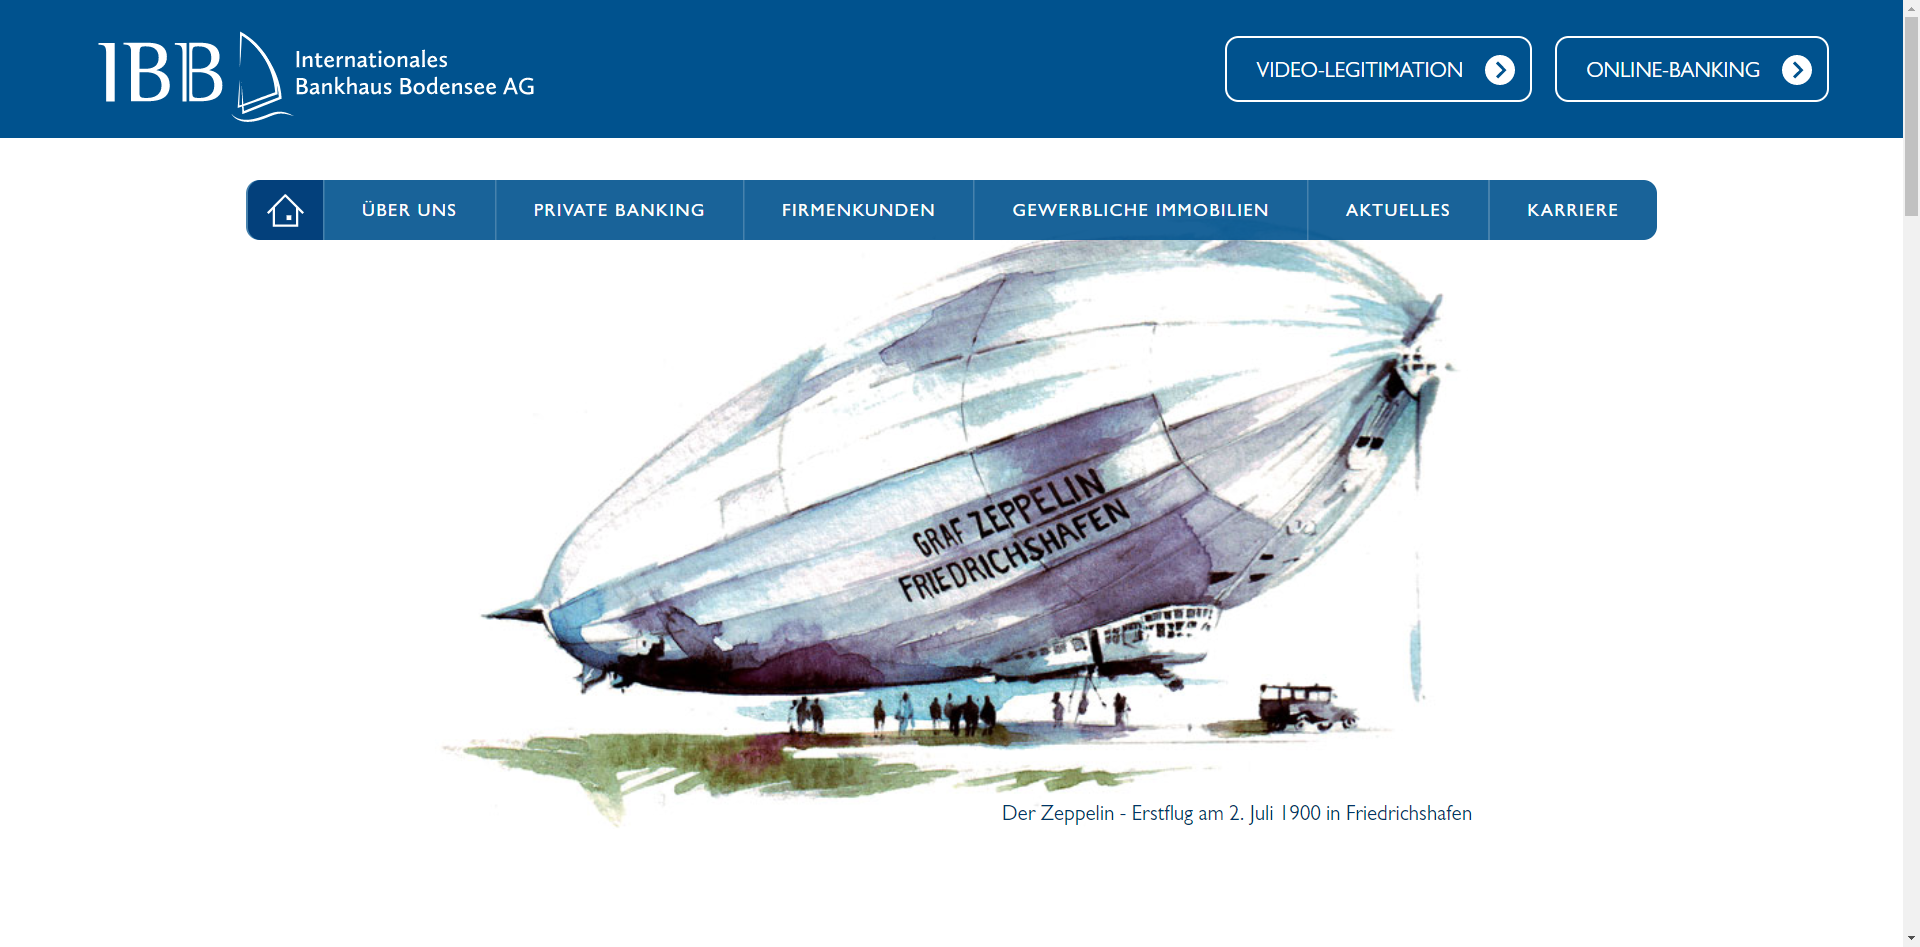 IBB
Internationales
Bankhaus Bodensee AG
VIDEO-LEGITIMATION
ONLINE-BANKING
ÜBER UNS
PRIVATE BANKING
FIRMENKUNDEN
GEWERBLICHE IMMOBILIEN
AKTUELLES
KARRIERE
GRAF ZEPPELIN
FRIEDRICHSHAFEN
Der Zeppelin - Erstflug am 2. Juli 1900 in Friedrichshafen